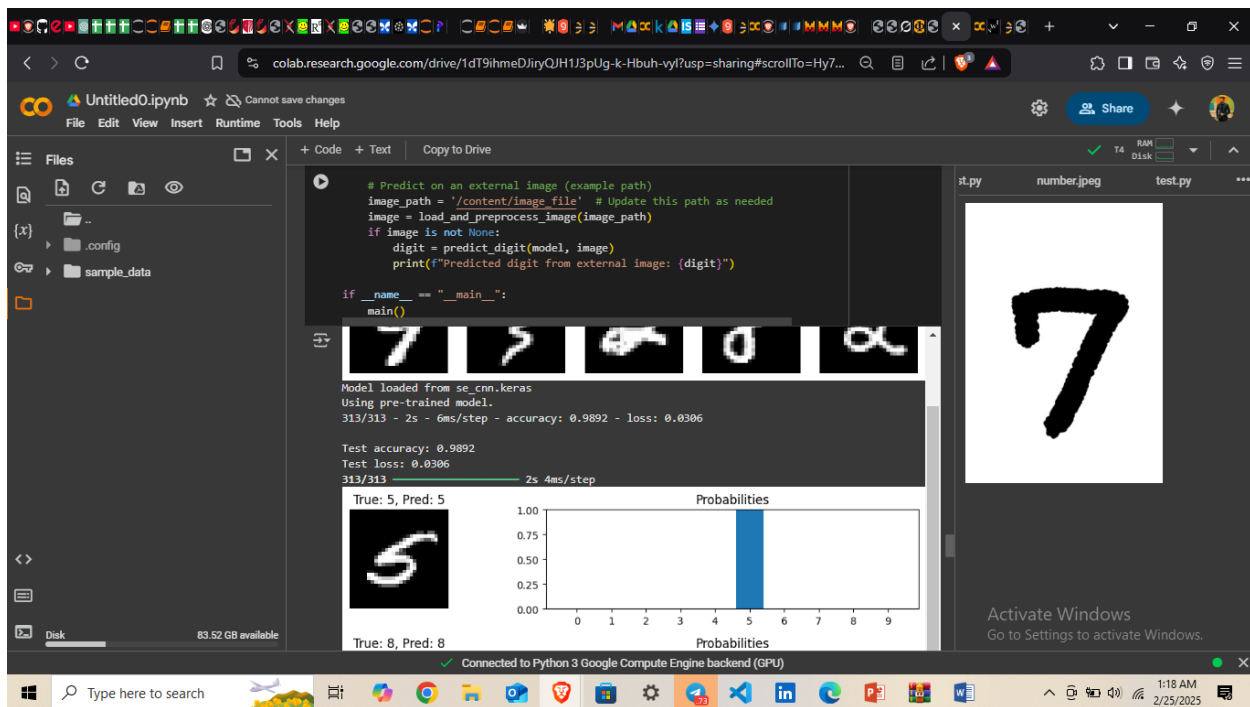 colab.research.google.com/drive/1dT9ihmeDJiryQJH1J3pUg-k-Hbuh-vyI?usp=sharing#scrollTo=Hy7...
Untitled0.ipynb
Cannot save changes
File Edit View Insert Runtime Tools Help
Share
Files
+ Code + Text Copy to Drive
T4 RAM
Disk
..
.config
sample_data
# Predict on an external image (example path)
image_path = '/content/image_file'  # Update this path as needed
image = load_and_preprocess_image(image_path)
if image is not None:
digit = predict_digit(model, image)
print(f"Predicted digit from external image: {digit}")
if __name__ == "__main__":
main()
st.py number.jpeg test.py
7
Model loaded from se_cnn.keras
Using pre-trained model.
313/313 - 2s - 6ms/step - accuracy: 0.9892 - loss: 0.0306
Test accuracy: 0.9892
Test loss: 0.0306
313/313 2s 4ms/step
True: 5, Pred: 5
Probabilities
5
1.00
0.75
0.50
0.25
0.00
0 1 2 3 4 5 6 7 8 9
True: 8, Pred: 8
Probabilities
Disk 83.52 GB available
Activate Windows
Go to Settings to activate Windows.
Connected to Python 3 Google Compute Engine backend (GPU)
Type here to search
1:18 AM
2/25/2025